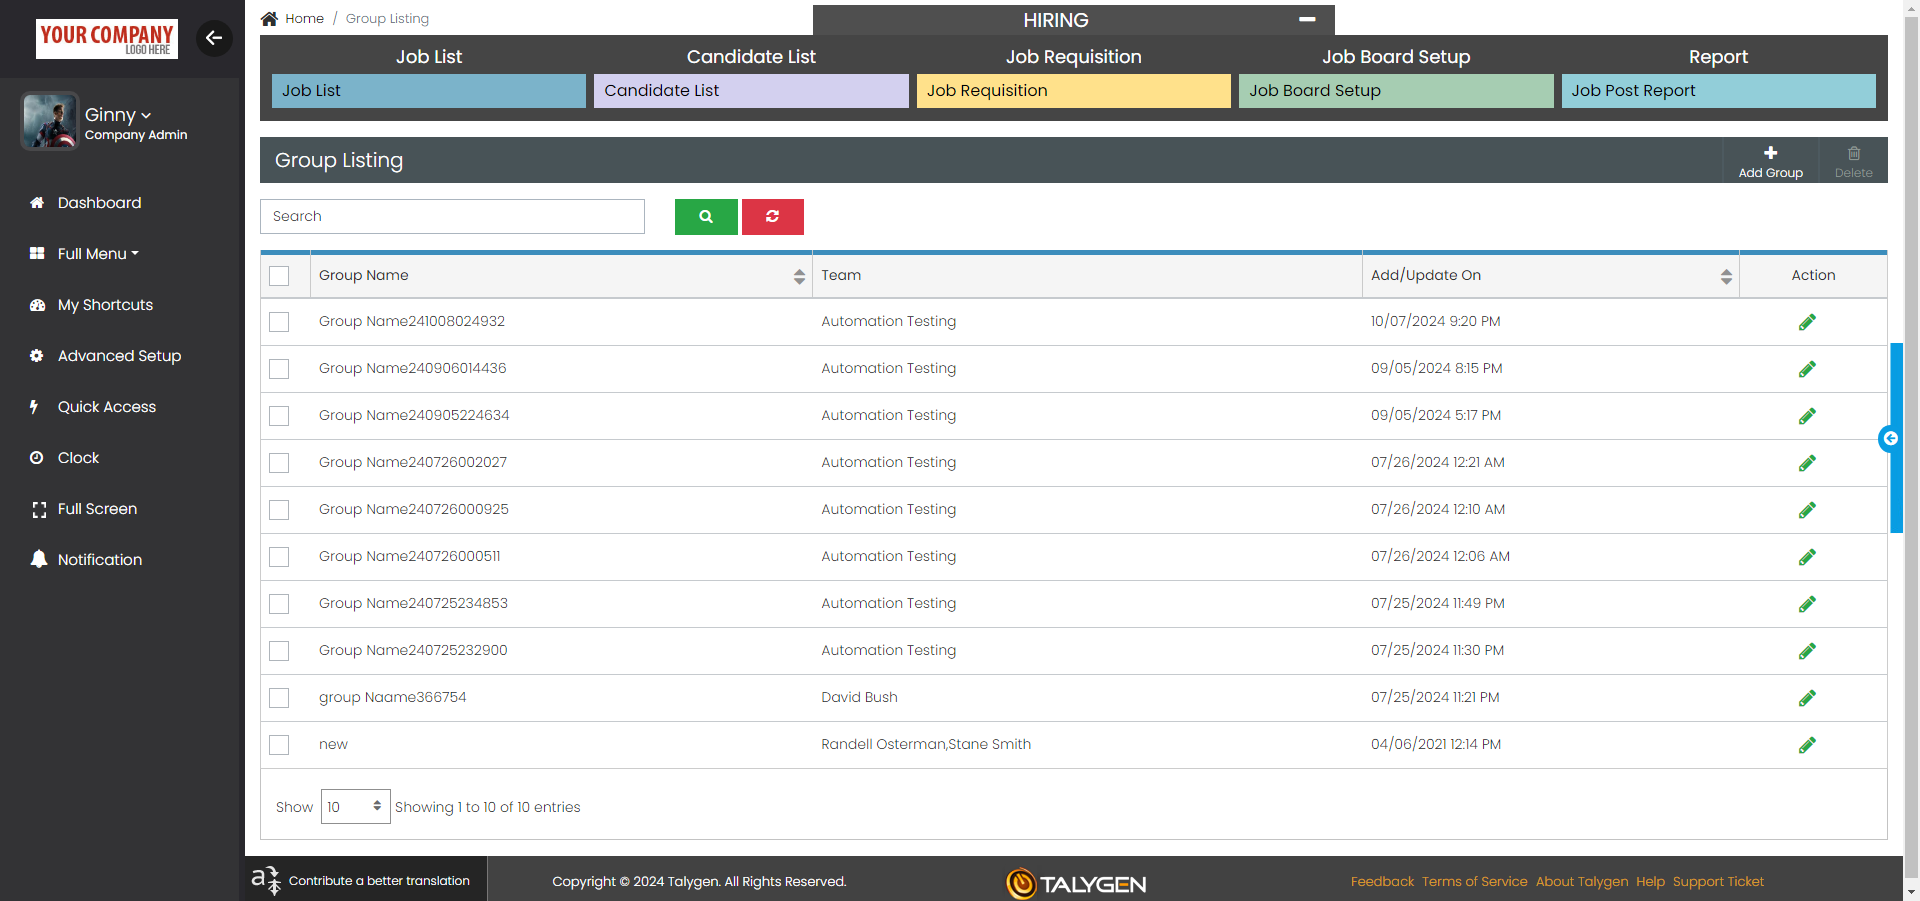 YOUR COMPANY
LOGO HERE
Home / Group Listing
HIRING
Job List
Candidate List
Job Requisition
Job Board Setup
Report
Job List
Candidate List
Job Requisition
Job Board Setup
Job Post Report
Ginny
Company Admin
Dashboard
Full Menu
My Shortcuts
Advanced Setup
Quick Access
Clock
Full Screen
Notification
Group Listing
Add Group
Delete
Search
Group Name Team Add/Update On Action
Group Name241008024932 Automation Testing 10/07/2024 9:20 PM
Group Name240906014436 Automation Testing 09/05/2024 8:15 PM
Group Name240905224634 Automation Testing 09/05/2024 5:17 PM
Group Name240726002027 Automation Testing 07/26/2024 12:21 AM
Group Name240726000925 Automation Testing 07/26/2024 12:10 AM
Group Name240726000511 Automation Testing 07/26/2024 12:06 AM
Group Name240725234853 Automation Testing 07/25/2024 11:49 PM
Group Name240725232900 Automation Testing 07/25/2024 11:30 PM
group Naame366754 David Bush 07/25/2024 11:21 PM
new Randell Osterman,Stane Smith 04/06/2021 12:14 PM
Show 10 Showing 1 to 10 of 10 entries
Contribute a better translation
Copyright © 2024 Talygen. All Rights Reserved.
TALYGEN
Feedback Terms of Service About Talygen Help Support Ticket